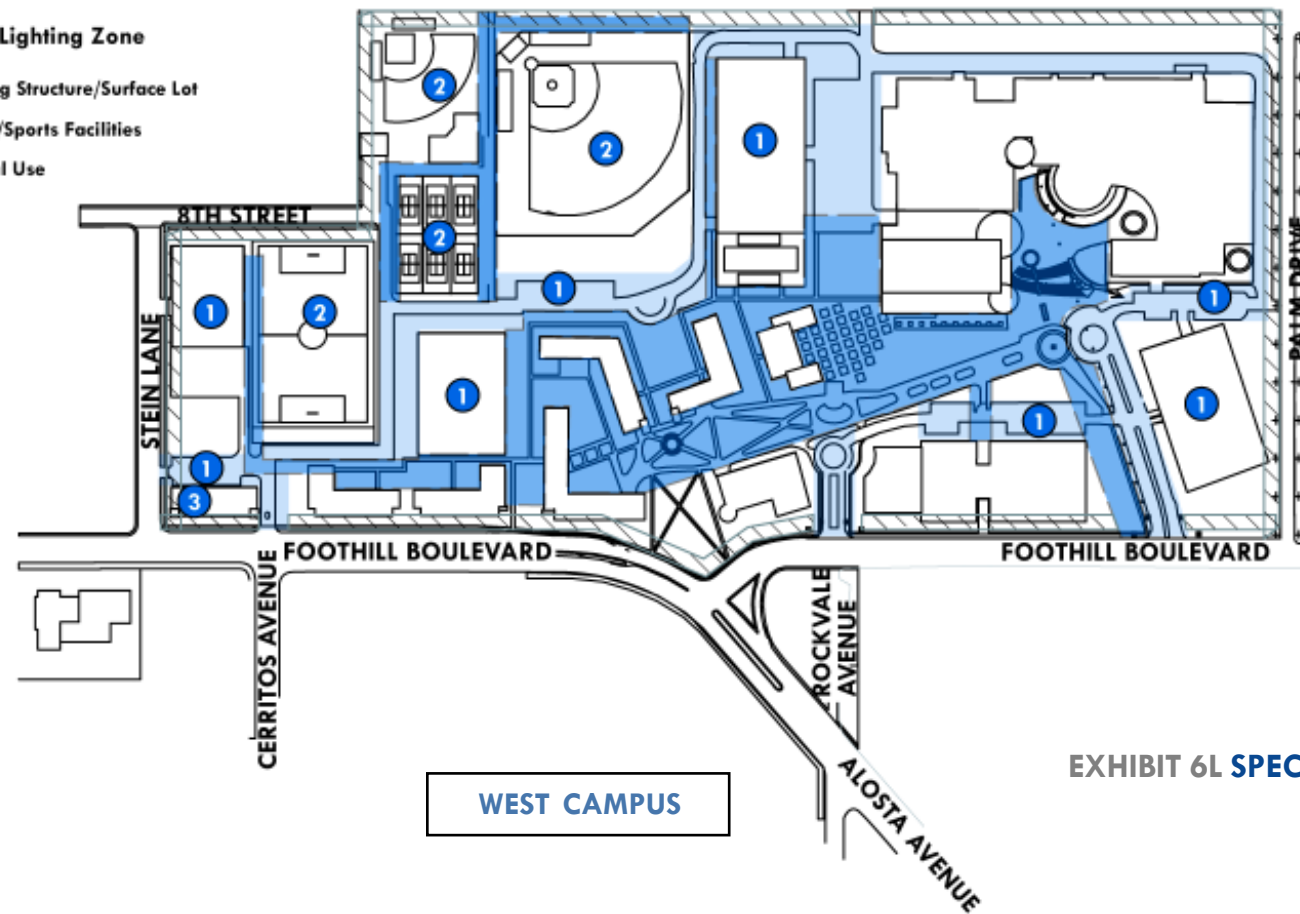 Lighting Zone
g Structure/Surface Lot
/Sports Facilities
l Use
2
2
1
8TH STREET
2
1
1
1
2
STEIN LANE
PALM DRIVE
1
1
1
1
3
FOOTHILL BOULEVARD
FOOTHILL BOULEVARD
CERRITOS AVENUE
ROCKVALE
AVENUE
EXHIBIT 6L SPEC
WEST CAMPUS
ALOSTA AVENUE